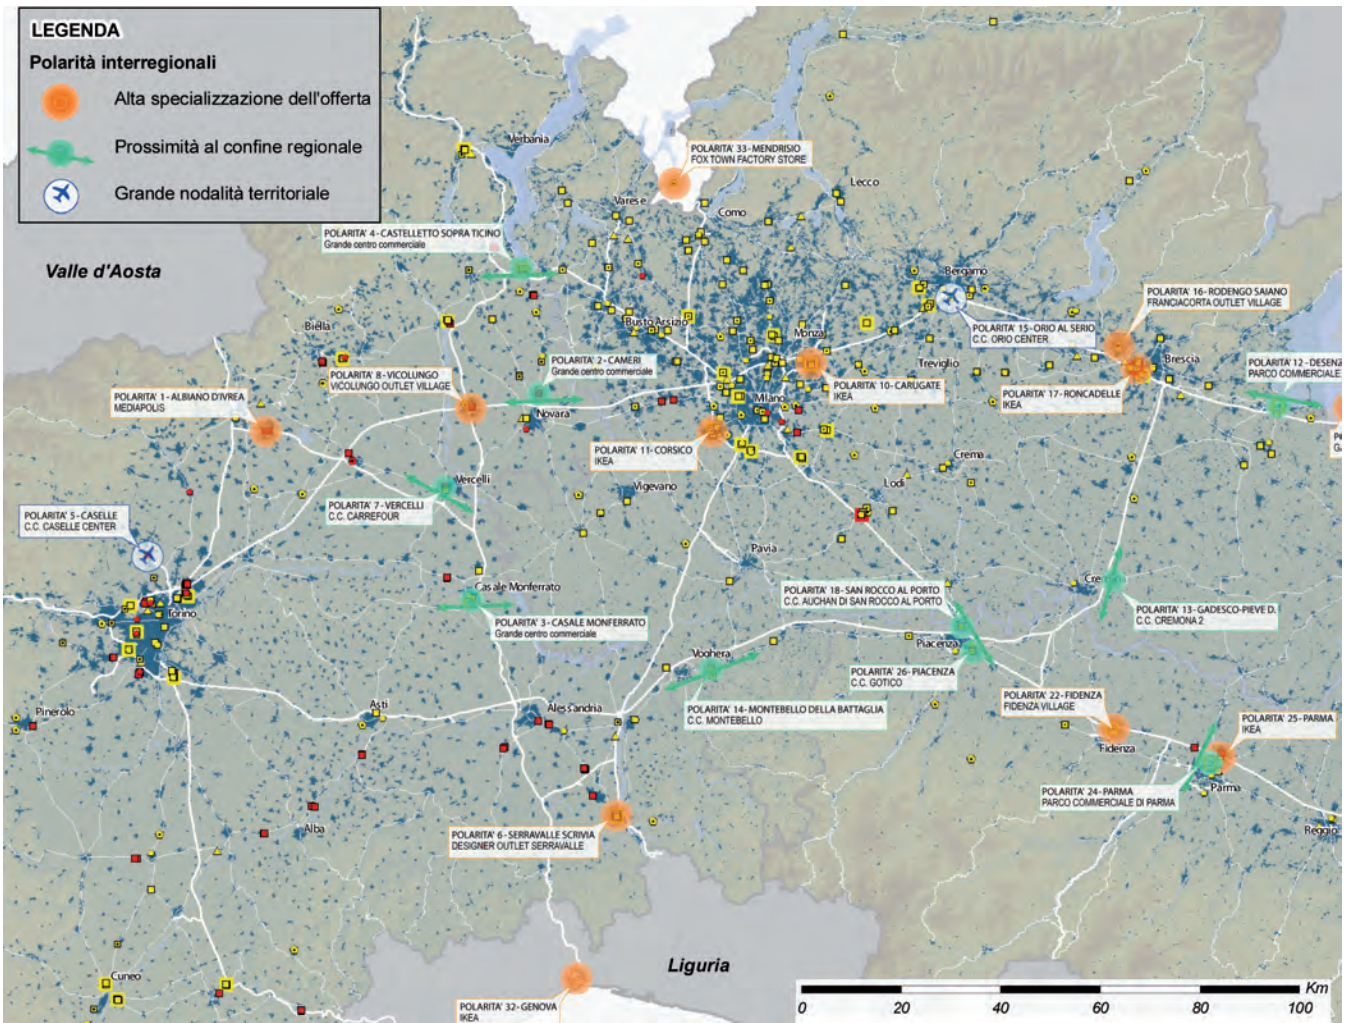 LEGENDA
Polarità interregionali
Alta specializzazione dell'offerta
Prossimità al confine regionale
Grande nodalità territoriale
Verbania
POLARITA' 33 - MENDRISIO
FOX TOWN FACTORY STORE
Lecco
Varese
Como
POLARITA' 4 - CASTELLETTO SOPRA TICINO
Grande centro commerciale
Valle d'Aosta
Bergamo
POLARITA' 16 - RODENGO SAIANO
FRANCIACORTA OUTLET VILLAGE
Biella
Busto Arsizio
Monza
POLARITA' 15 - ORIO AL SERIO
C.C. ORIO CENTER
Treviglio
Brescia
POLARITA' 2 - CAMERI
Grande centro commerciale
POLARITA' 12 - DESENZ
PARCO COMMERCIALE
POLARITA' 8 - VICOLUNGO
VICOLUNGO OUTLET VILLAGE
POLARITA' 10 - CARUGATE
IKEA
POLARITA' 17 - RONCADELLE
IKEA
POLARITA' 1 - ALBIANO D'IVREA
MEDIAPOLIS
Novara
Milano
POLARITA' 11 - CORSICO
IKEA
Crema
Vercelli
Vigevano
Lodi
POLARITA' 7 - VERCELLI
C.C. CARREFOUR
POLARITA' 5 - CASELLE
C.C. CASELLE CENTER
Pavia
Casale Monferrato
POLARITA' 18 - SAN ROCCO AL PORTO
C.C. AUCHAN DI SAN ROCCO AL PORTO
POLARITA' 13 - GADESCO-PIEVE D.
C.C. CREMONA 2
Torino
POLARITA' 3 - CASALE MONFERRATO
Grande centro commerciale
Voghera
Piacenza
POLARITA' 26 - PIACENZA
C.C. GOTICO
POLARITA' 14 - MONTEBELLO DELLA BATTAGLIA
C.C. MONTEBELLO
POLARITA' 22 - FIDENZA
FIDENZA VILLAGE
Pinerolo
Asti
Alessandria
POLARITA' 25 - PARMA
IKEA
Fidenza
POLARITA' 24 - PARMA
PARCO COMMERCIALE DI PARMA
Parma
Alba
POLARITA' 6 - SERRAVALLE SCRIVIA
DESIGNER OUTLET SERRAVALLE
Reggio
Cuneo
Liguria
POLARITA' 32 - GENOVA
IKEA
Km
0 20 40 60 80 100